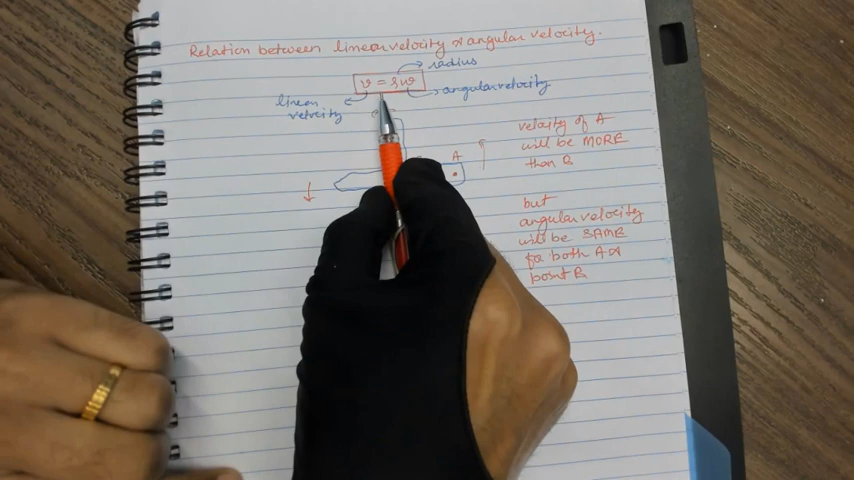 Relation between linear velocity & angular velocity.
radius
v = rω
linear velocity
angular velocity
A
velocity of A
will be MORE
than B
but
angular velocity
will be SAME
for both A &
point B